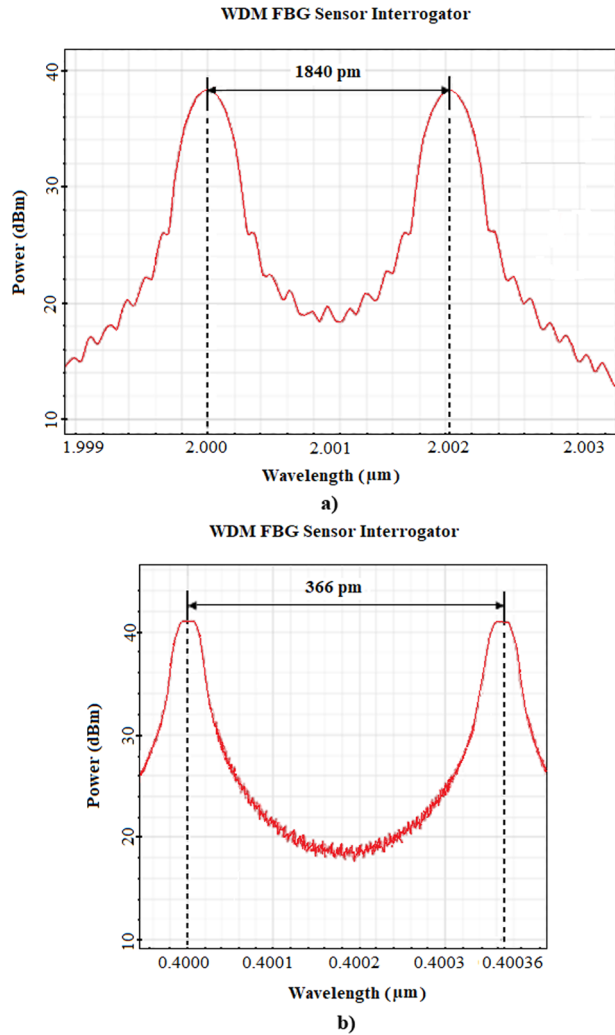 WDM FBG Sensor Interrogator
1840 pm
40
30
20
10
Power (dBm)
1.999 2.000 2.001 2.002 2.003
Wavelength (µm)
a)
WDM FBG Sensor Interrogator
366 pm
40
30
20
10
Power (dBm)
0.4000 0.4001 0.4002 0.4003 0.40036
Wavelength (µm)
b)